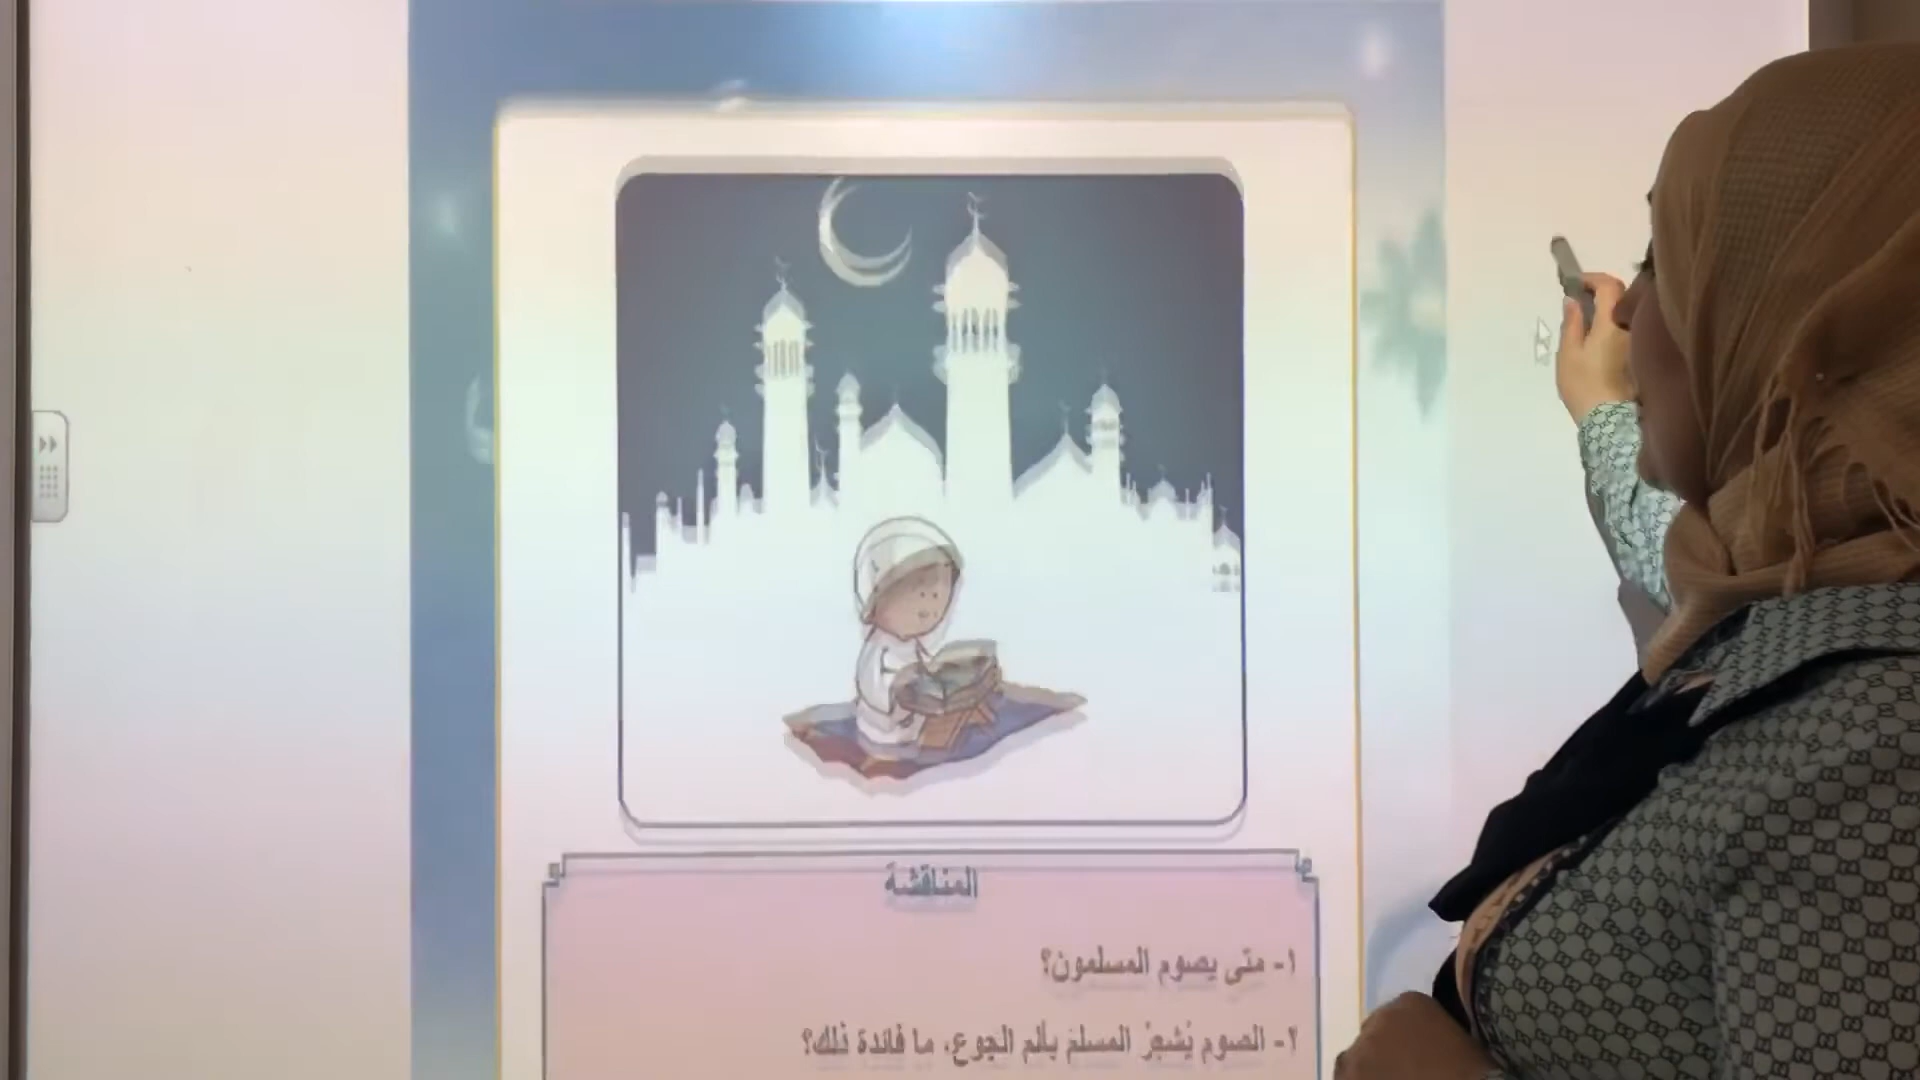 المناقشة
١- متى يصوم المسلمون؟
٢- الصوم يُشعِرُ المسلمَ بألم الجوع، ما فائدة ذلك؟